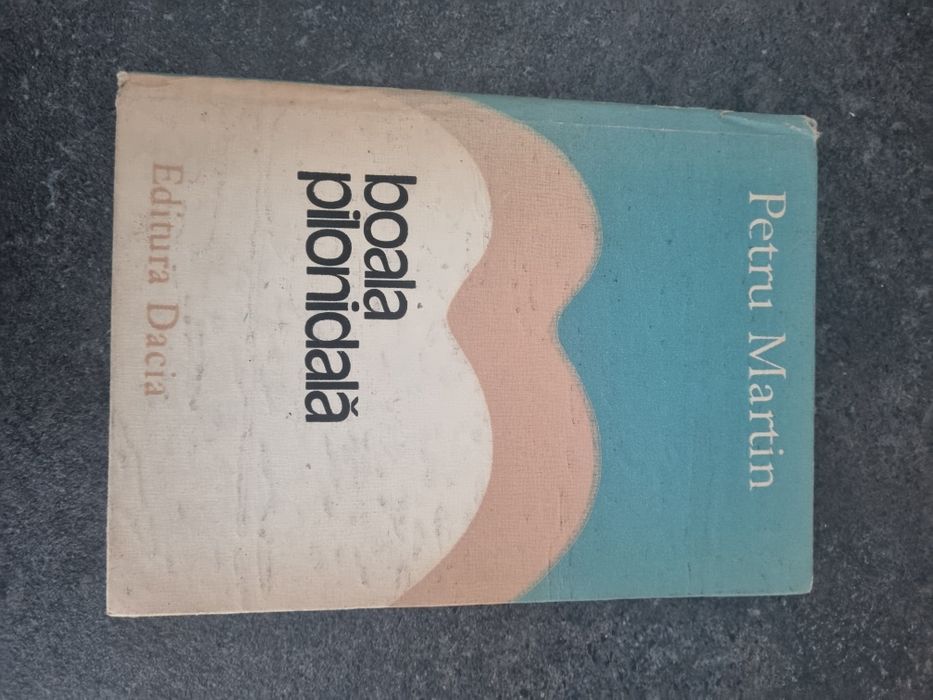 Petru Martin
boala
pilonidală
Editura Dacia